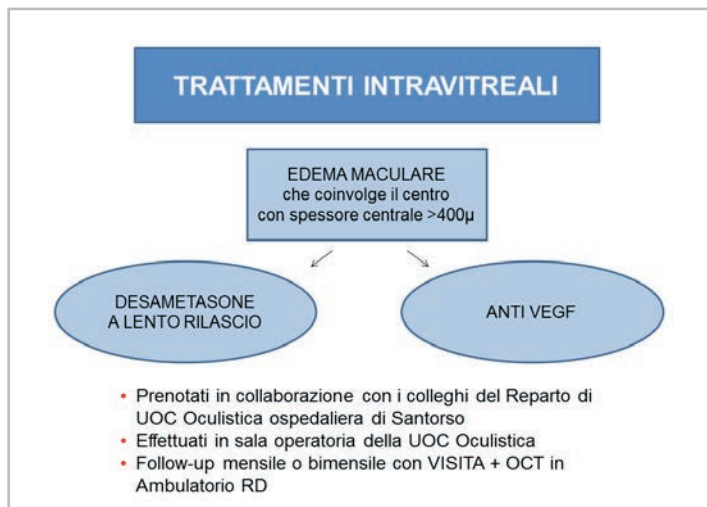 TRATTAMENTI INTRAVITREALI
EDEMA MACULARE
che coinvolge il centro
con spessore centrale >400µ
DESAMETASONE
A LENTO RILASCIO
ANTI VEGF
• Prenotati in collaborazione con i colleghi del Reparto di
UOC Oculistica ospedaliera di Santorso
• Effettuati in sala operatoria della UOC Oculistica
• Follow-up mensile o bimensile con VISITA + OCT in
Ambulatorio RD